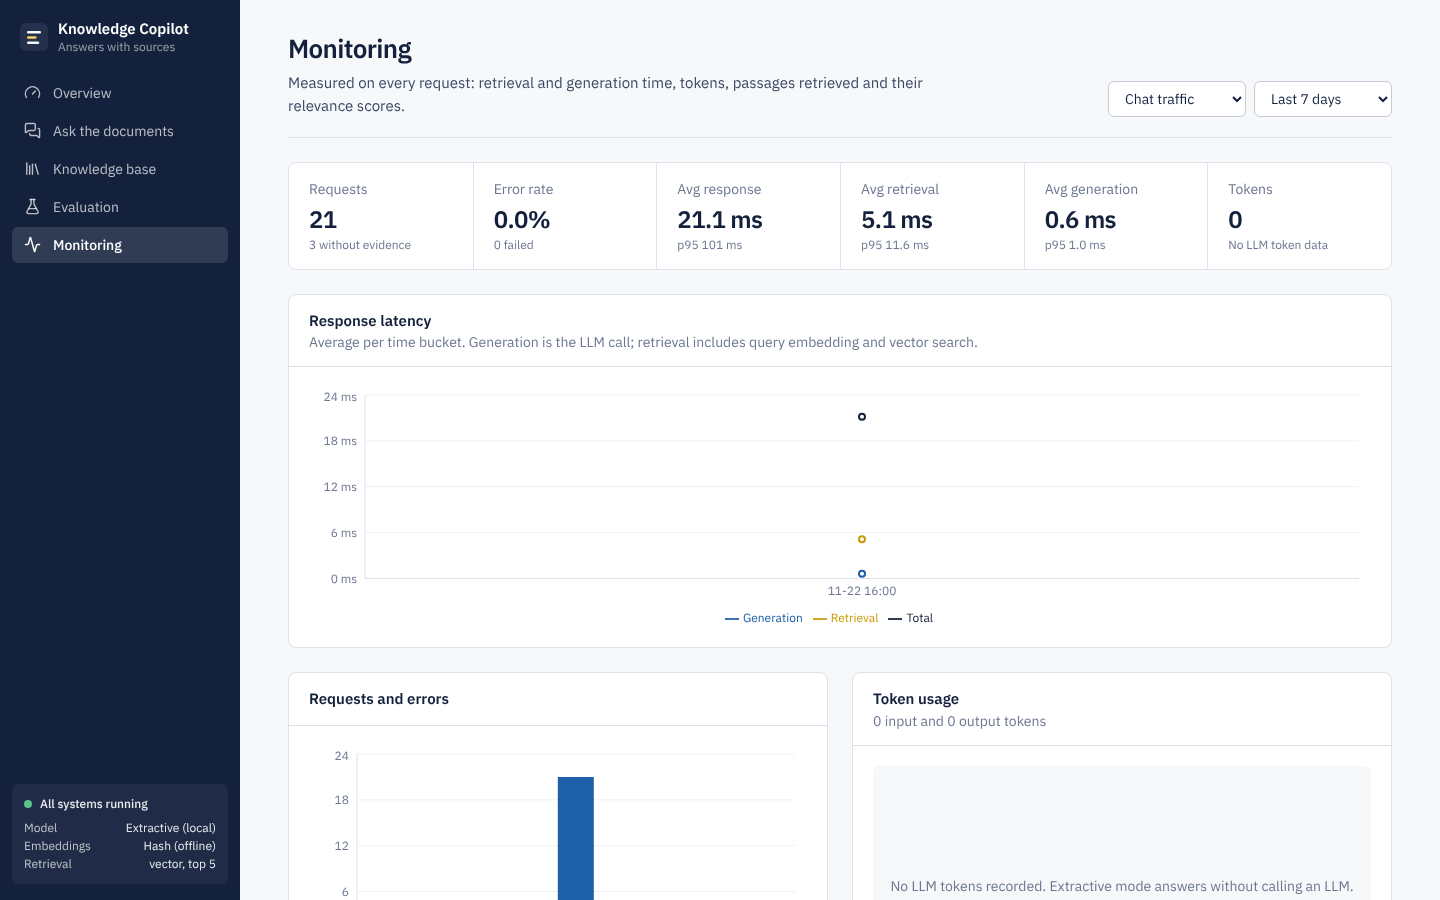 Knowledge Copilot
Answers with sources
Overview
Ask the documents
Knowledge base
Evaluation
Monitoring
All systems running
Model Extractive (local)
Embeddings Hash (offline)
Retrieval vector, top 5
Monitoring
Measured on every request: retrieval and generation time, tokens, passages retrieved and their
relevance scores.
Chat traffic
Last 7 days
Requests
21
3 without evidence
Error rate
0.0%
0 failed
Avg response
21.1 ms
p95 101 ms
Avg retrieval
5.1 ms
p95 11.6 ms
Avg generation
0.6 ms
p95 1.0 ms
Tokens
0
No LLM token data
Response latency
Average per time bucket. Generation is the LLM call; retrieval includes query embedding and vector search.
24 ms
18 ms
12 ms
6 ms
0 ms
11-22 16:00
Generation Retrieval Total
Requests and errors
24
18
12
6
Token usage
0 input and 0 output tokens
No LLM tokens recorded. Extractive mode answers without calling an LLM.